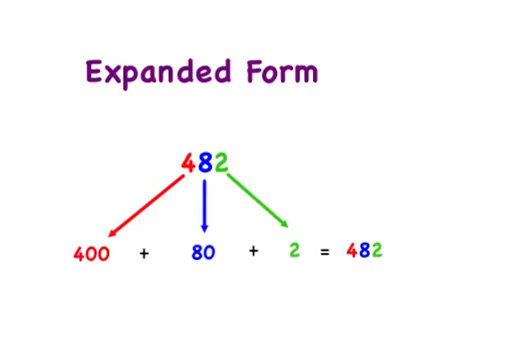 Expanded Form
482
400 + 80 + 2 = 482